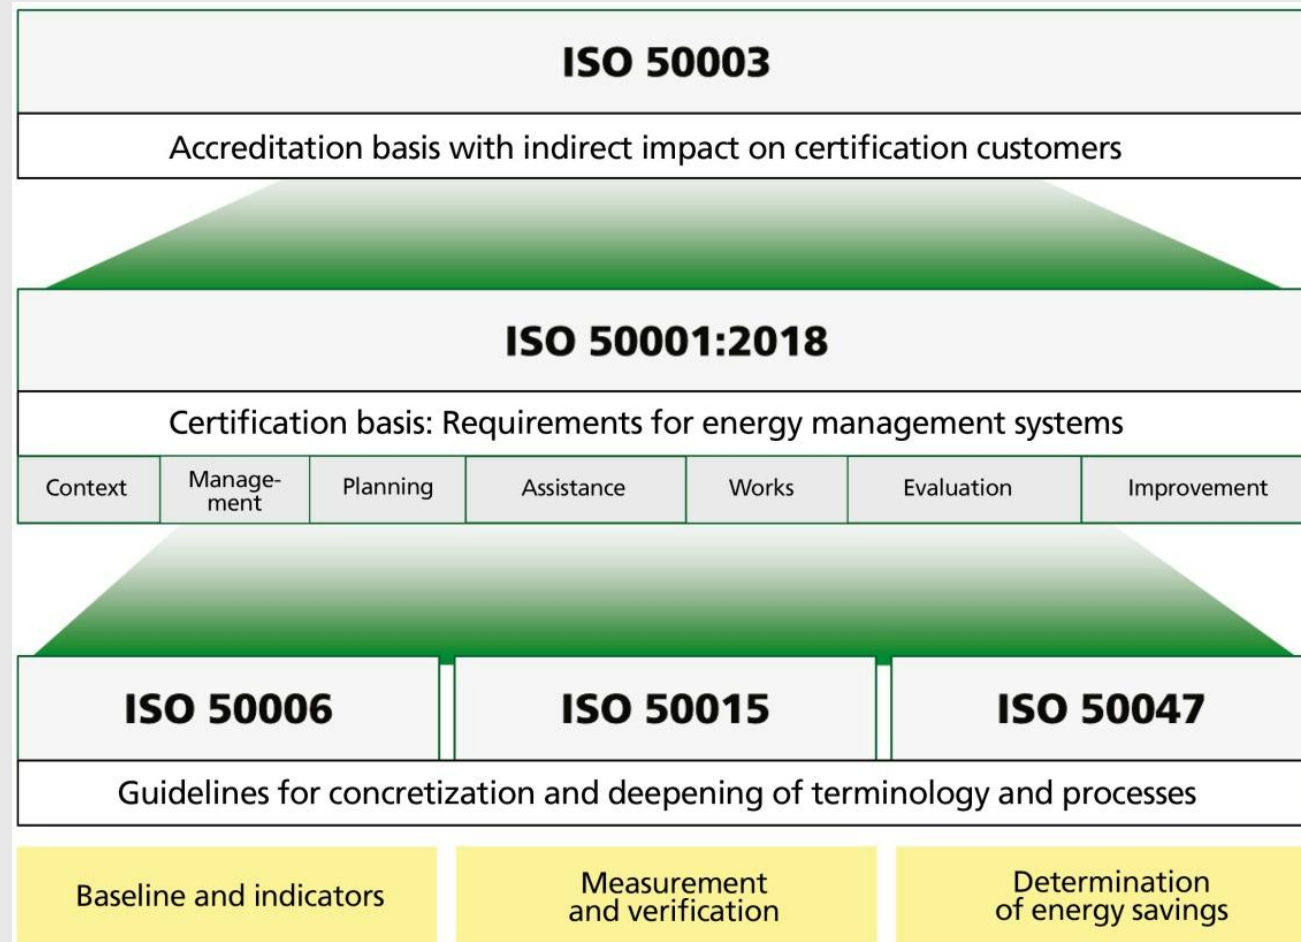 ISO 50003
Accreditation basis with indirect impact on certification customers
ISO 50001:2018
Certification basis: Requirements for energy management systems
Context
Manage-
ment
Planning
Assistance
Works
Evaluation
Improvement
ISO 50006
ISO 50015
ISO 50047
Guidelines for concretization and deepening of terminology and processes
Baseline and indicators
Measurement
and verification
Determination
of energy savings